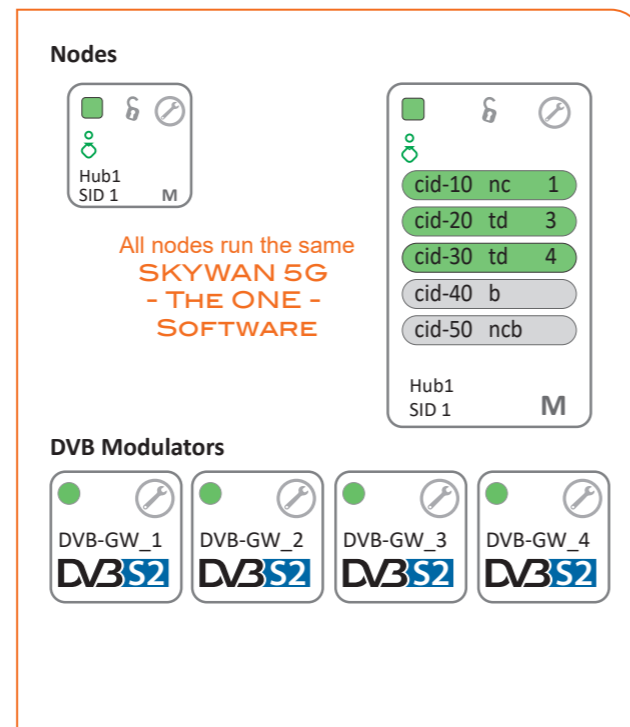 Nodes
Hub1
SID 1 M
All nodes run the same
SKYWAN 5G
- THE ONE -
SOFTWARE
cid-10 nc 1
cid-20 td 3
cid-30 td 4
cid-40 b
cid-50 ncb
Hub1
SID 1 M
DVB Modulators
DVB-GW_1 DVB-GW_2 DVB-GW_3 DVB-GW_4
DVB S2 DVB S2 DVB S2 DVB S2